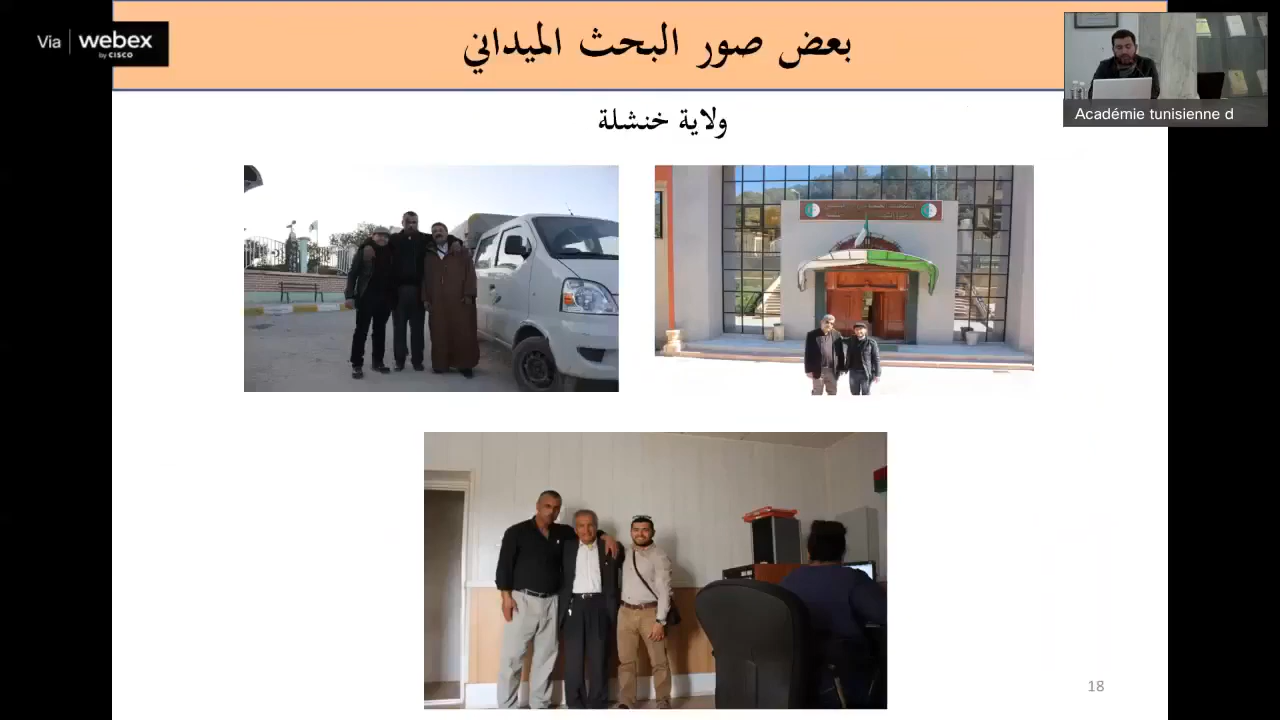 Via webex
by CISCO
بعض صور البحث الميداني
Académie tunisienne d
ولاية خنشلة
18